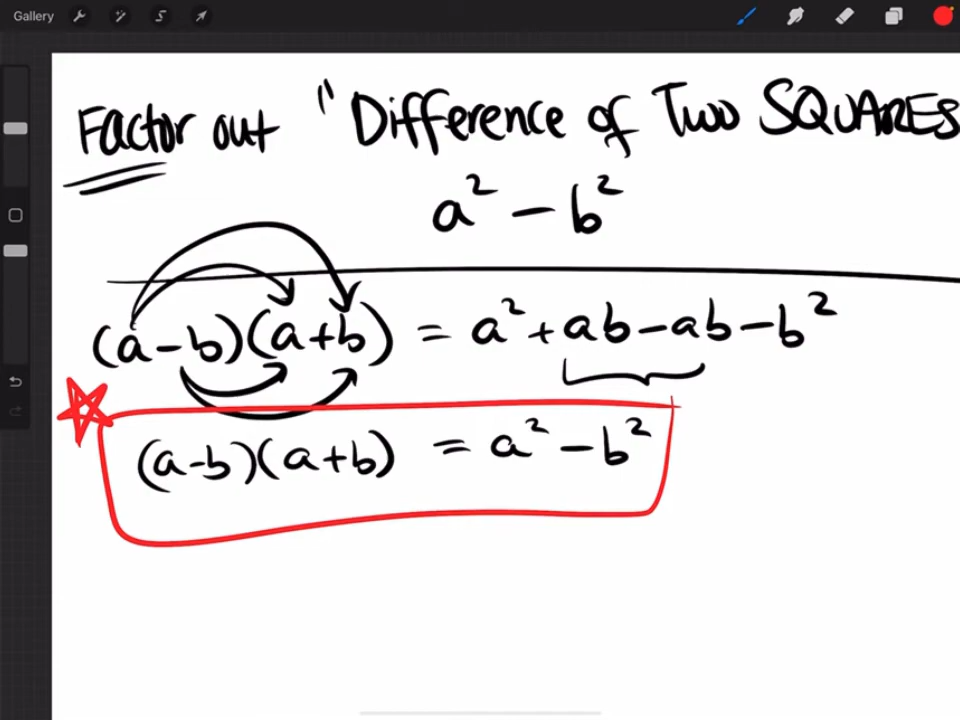 Gallery
Factor out "Difference of Two SQUARES
a² − b²
(a−b)(a+b) = a² + ab − ab − b²
(a−b)(a+b) = a² − b²